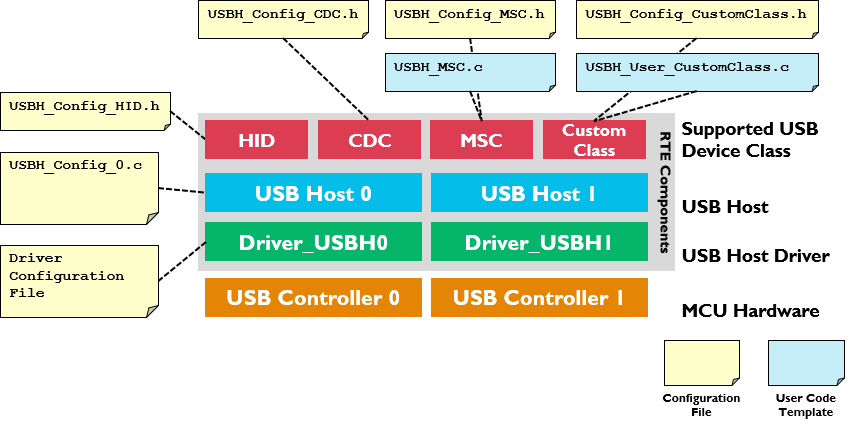 USBH_Config_CDC.h
USBH_Config_MSC.h
USBH_Config_CustomClass.h
USBH_MSC.c
USBH_User_CustomClass.c
USBH_Config_HID.h
HID
CDC
MSC
Custom
Class
RTE Components
Supported USB
Device Class
USBH_Config_0.c
USB Host 0
USB Host 1
USB Host
Driver
Configuration
File
Driver_USBH0
Driver_USBH1
USB Host Driver
USB Controller 0
USB Controller 1
MCU Hardware
Configuration
File
User Code
Template